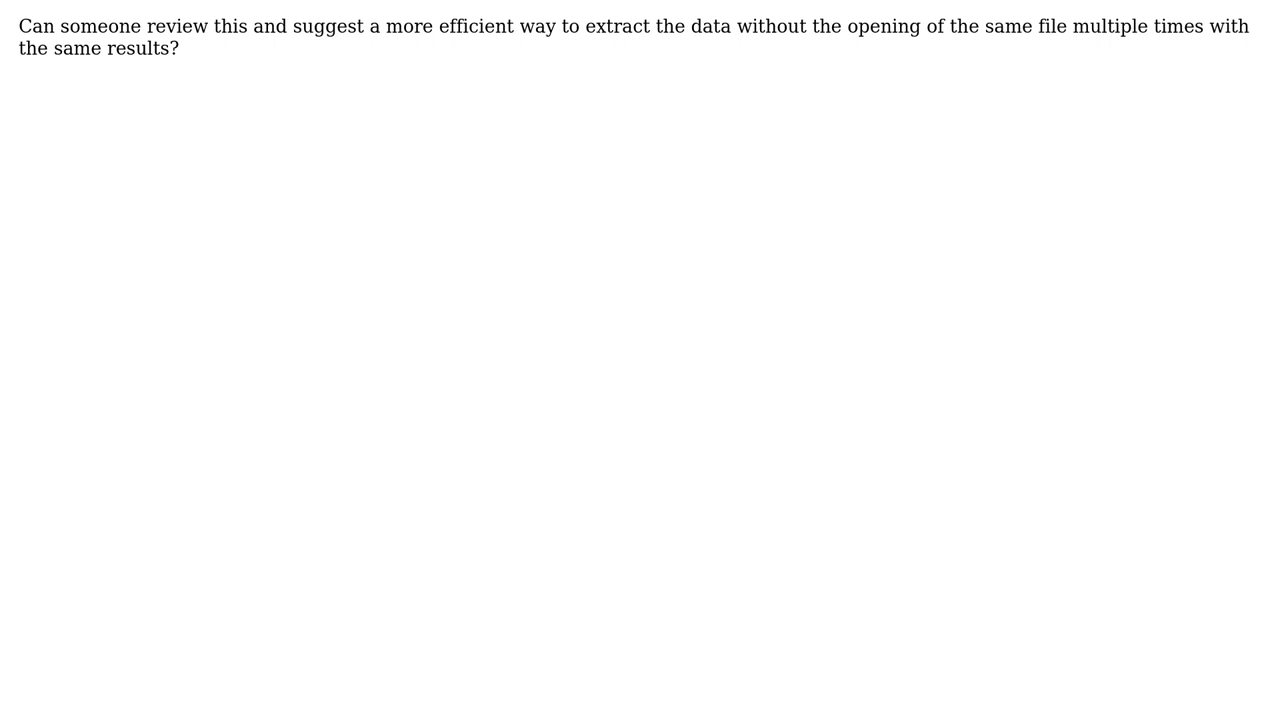 Can someone review this and suggest a more efficient way to extract the data without the opening of the same file multiple times with
the same results?